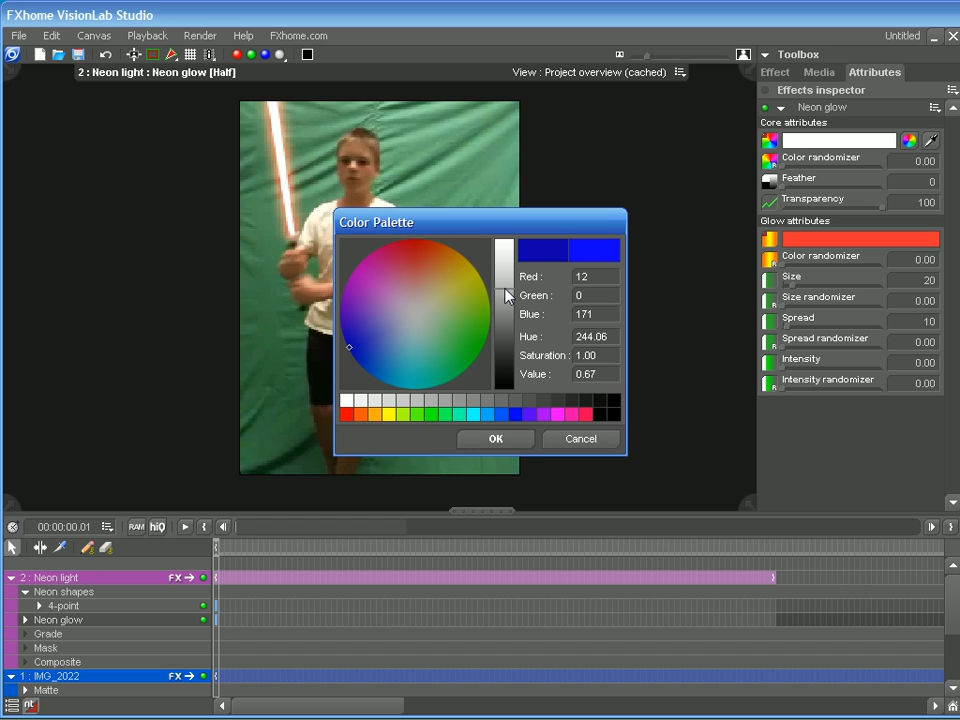 FXhome VisionLab Studio
File Edit Canvas Playback Render Help FXhome.com Untitled
2 : Neon light : Neon glow [Half] View : Project overview (cached)
Toolbox
Effect Media Attributes
Effects inspector
Neon glow
Core attributes
Color randomizer 0.00
Feather 0
Transparency 100
Glow attributes
Color randomizer 0.00
Size 20
Size randomizer 0.00
Spread 10
Spread randomizer 0.00
Intensity 0.00
Intensity randomizer 0.00
Color Palette
Red : 12
Green : 0
Blue : 171
Hue : 244.06
Saturation : 1.00
Value : 0.67
OK Cancel
00:00:00.01 RAM hiQ
2 : Neon light FX
Neon shapes
4-point
Neon glow
Grade
Mask
Composite
1 : IMG_2022 FX
Matte
nt